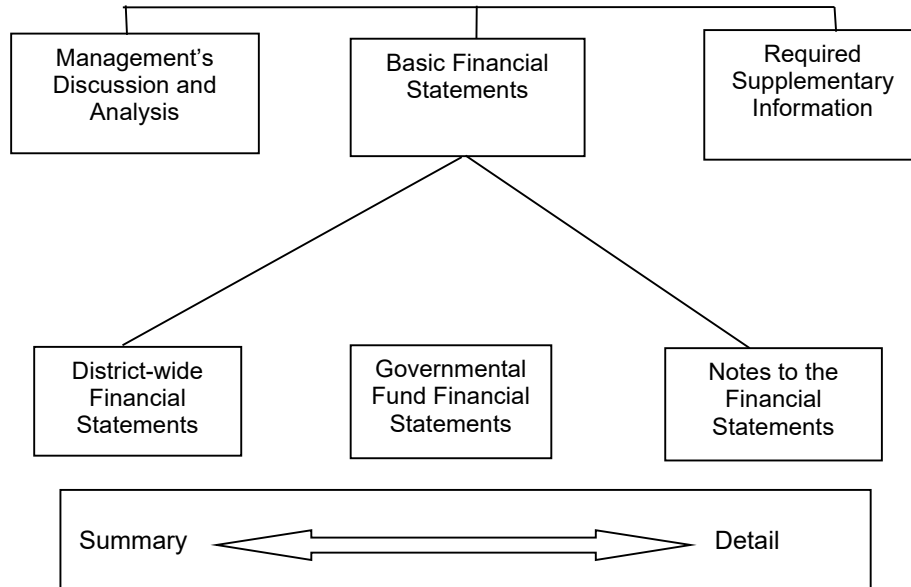 Management’s
Discussion and
Analysis
Basic Financial
Statements
Required
Supplementary
Information
District-wide
Financial
Statements
Governmental
Fund Financial
Statements
Notes to the
Financial
Statements
Summary
Detail